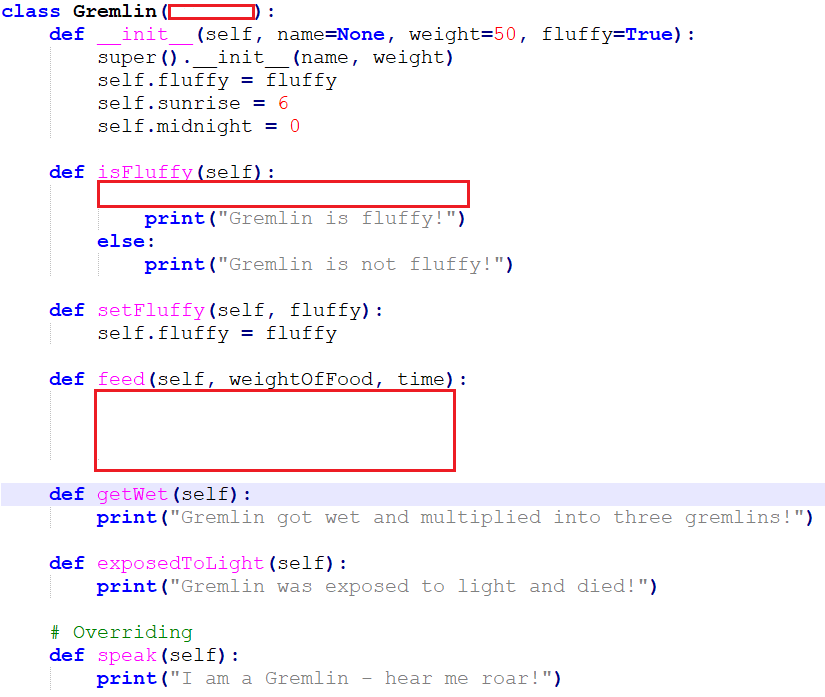 class Gremlin( ):
    def __init__(self, name=None, weight=50, fluffy=True):
        super().__init__(name, weight)
        self.fluffy = fluffy
        self.sunrise = 6
        self.midnight = 0
    def isFluffy(self):
            print("Gremlin is fluffy!")
        else:
            print("Gremlin is not fluffy!")
    def setFluffy(self, fluffy):
        self.fluffy = fluffy
    def feed(self, weightOfFood, time):
    def getWet(self):
        print("Gremlin got wet and multiplied into three gremlins!")
    def exposedToLight(self):
        print("Gremlin was exposed to light and died!")
    # Overriding
    def speak(self):
        print("I am a Gremlin - hear me roar!")